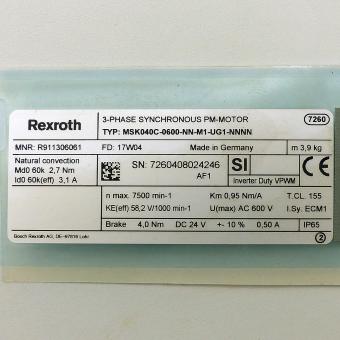 Rexroth
3-PHASE SYNCHRONOUS PM-MOTOR
7260
TYP: MSK040C-0600-NN-M1-UG1-NNNN
MNR: R911306061
FD: 17W04
Made in Germany
m 3,9 kg
Natural convection
Md0 60k 2,7 Nm
Id0 60k(eff) 3,1 A
SN: 7260408024246
AF1
SI
Inverter Duty VPWM
n max. 7500 min-1
Km 0,95 Nm/A
T.CL. 155
KE(eff) 58,2 V/1000 min-1
U(max) AC 600 V
I.Sy. ECM1
Brake 4,0 Nm DC 24 V +- 10 % 0,50 A
IP65
Bosch Rexroth AG, DE-97816 Lohr
2